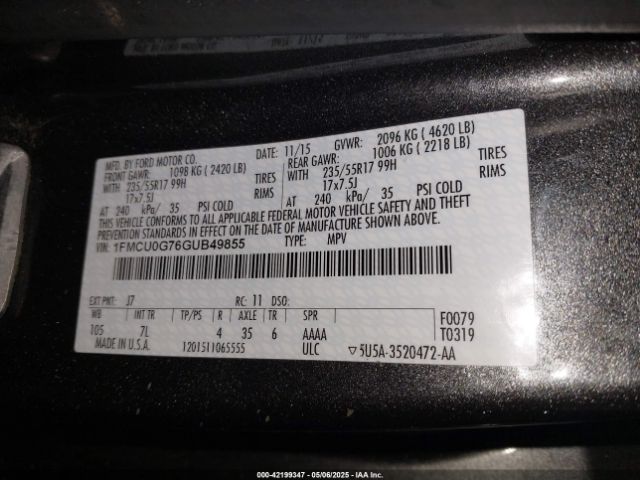 MFD. BY FORD MOTOR CO. DATE: 11/15 GVWR: 2096 KG ( 4620 LB)
FRONT GAWR: 1098 KG ( 2420 LB) REAR GAWR: 1006 KG ( 2218 LB)
WITH 235/55R17 99H TIRES WITH 235/55R17 99H TIRES
17x7.5J RIMS 17x7.5J RIMS
AT 240 kPa/ 35 PSI COLD AT 240 kPa/ 35 PSI COLD
THIS VEHICLE CONFORMS TO ALL APPLICABLE FEDERAL MOTOR VEHICLE SAFETY AND THEFT
PREVENTION STANDARDS IN EFFECT ON THE DATE OF MANUFACTURE SHOWN ABOVE.
VIN: 1FMCU0G76GUB49855 TYPE: MPV
EXT PNT: J7 RC: 11 DSO:
WB INT TR TP/PS R AXLE TR SPR F0079
105 7L 4 35 6 AAAA T0319
MADE IN U.S.A. 1201511065555 ULC ▽5U5A-3520472-AA
000-42199347 - 05/06/2025 - IAA Inc.